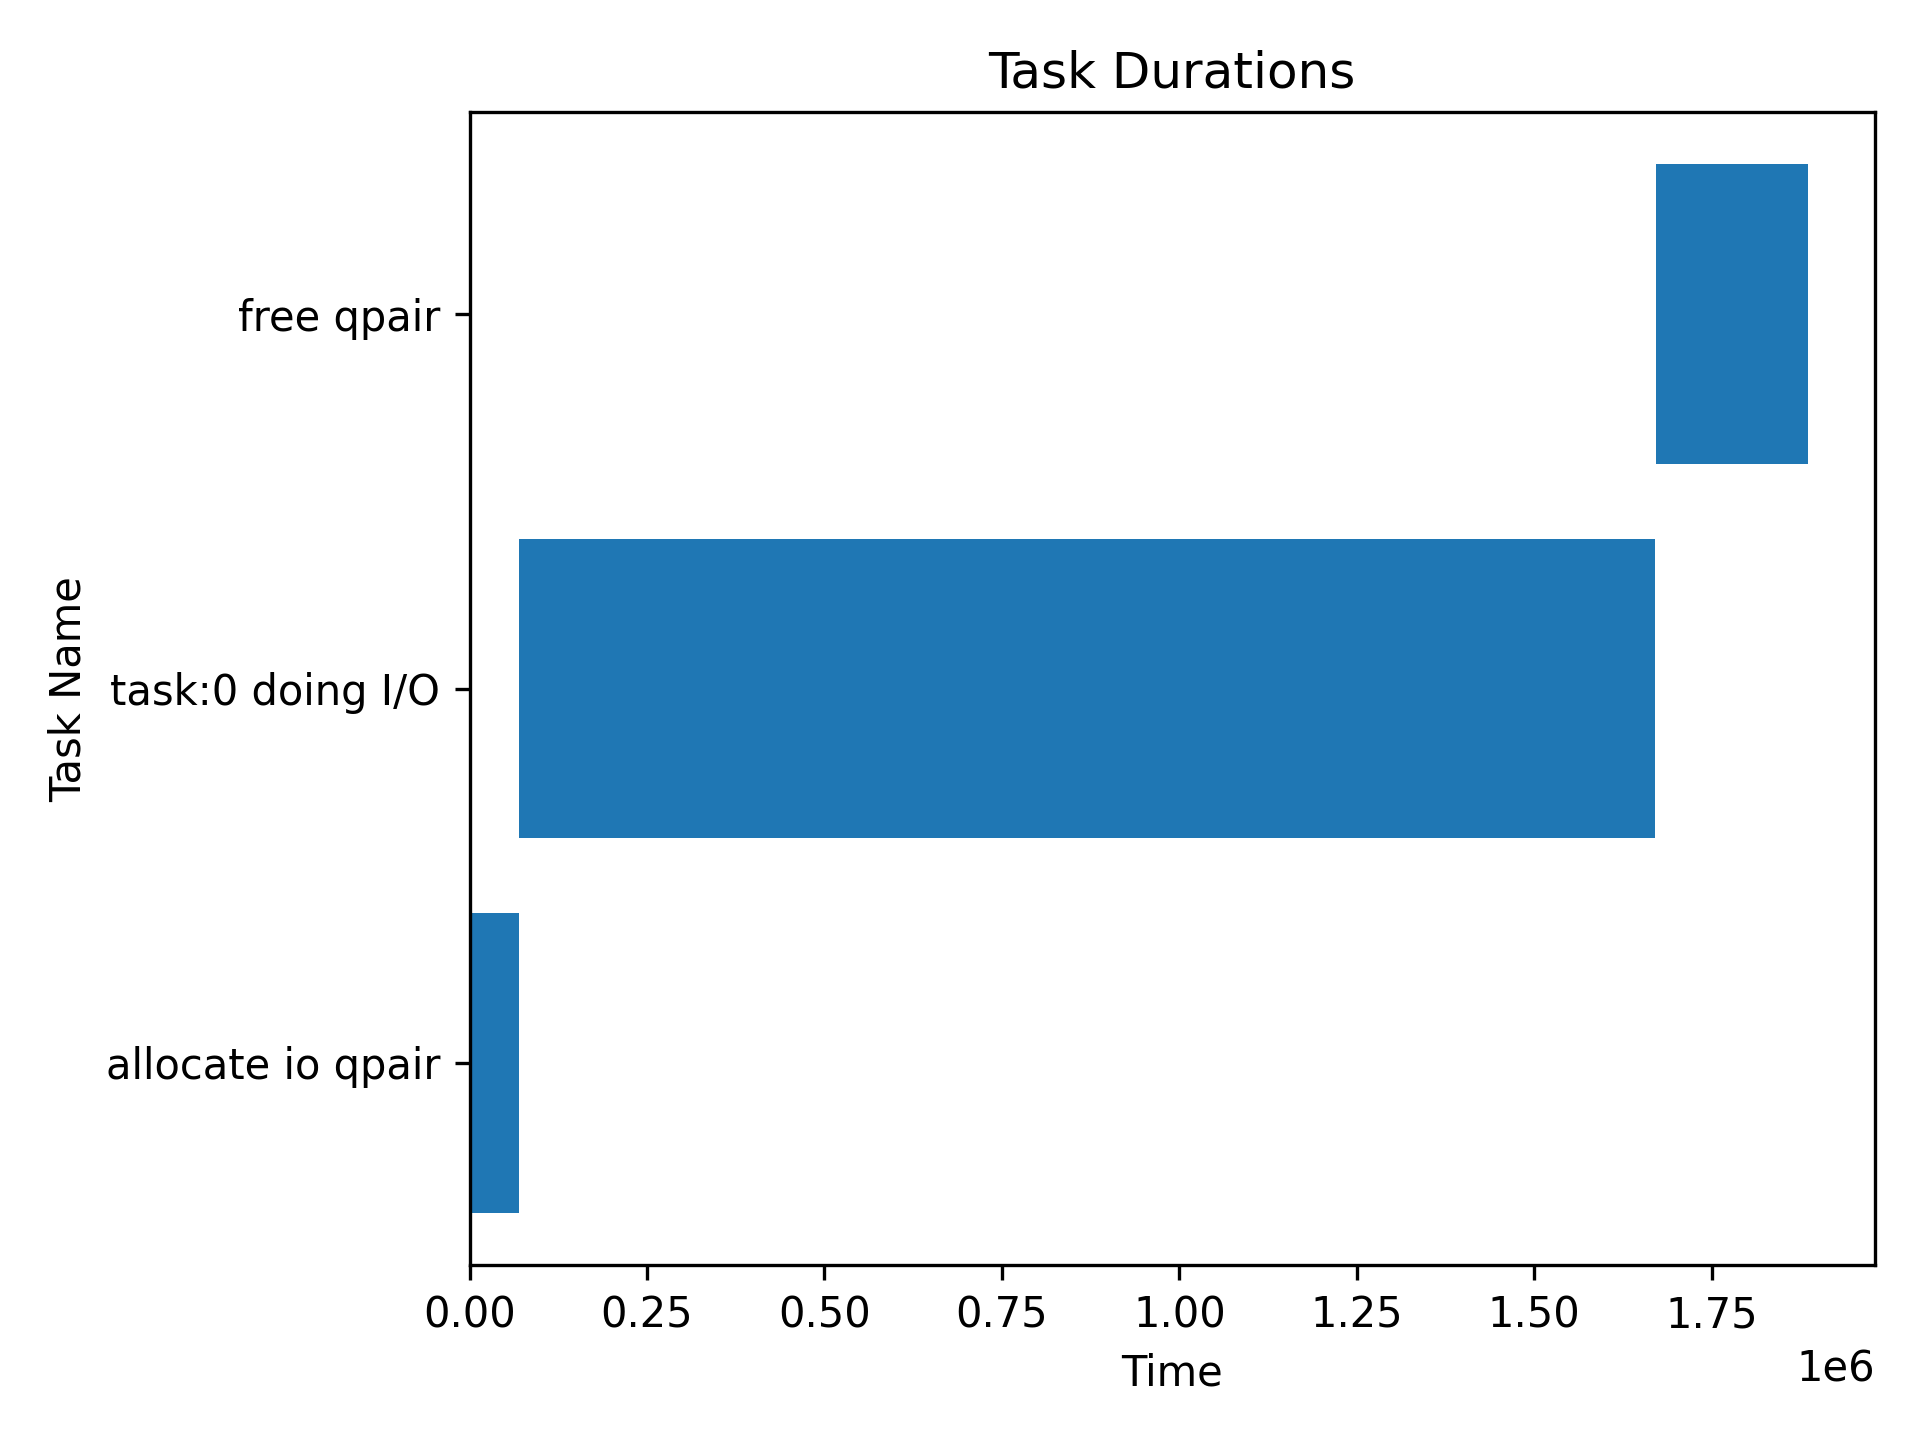 Task Durations
free qpair
task:0 doing I/O
allocate io qpair
Task Name
0.00 0.25 0.50 0.75 1.00 1.25 1.50 1.75
1e6
Time